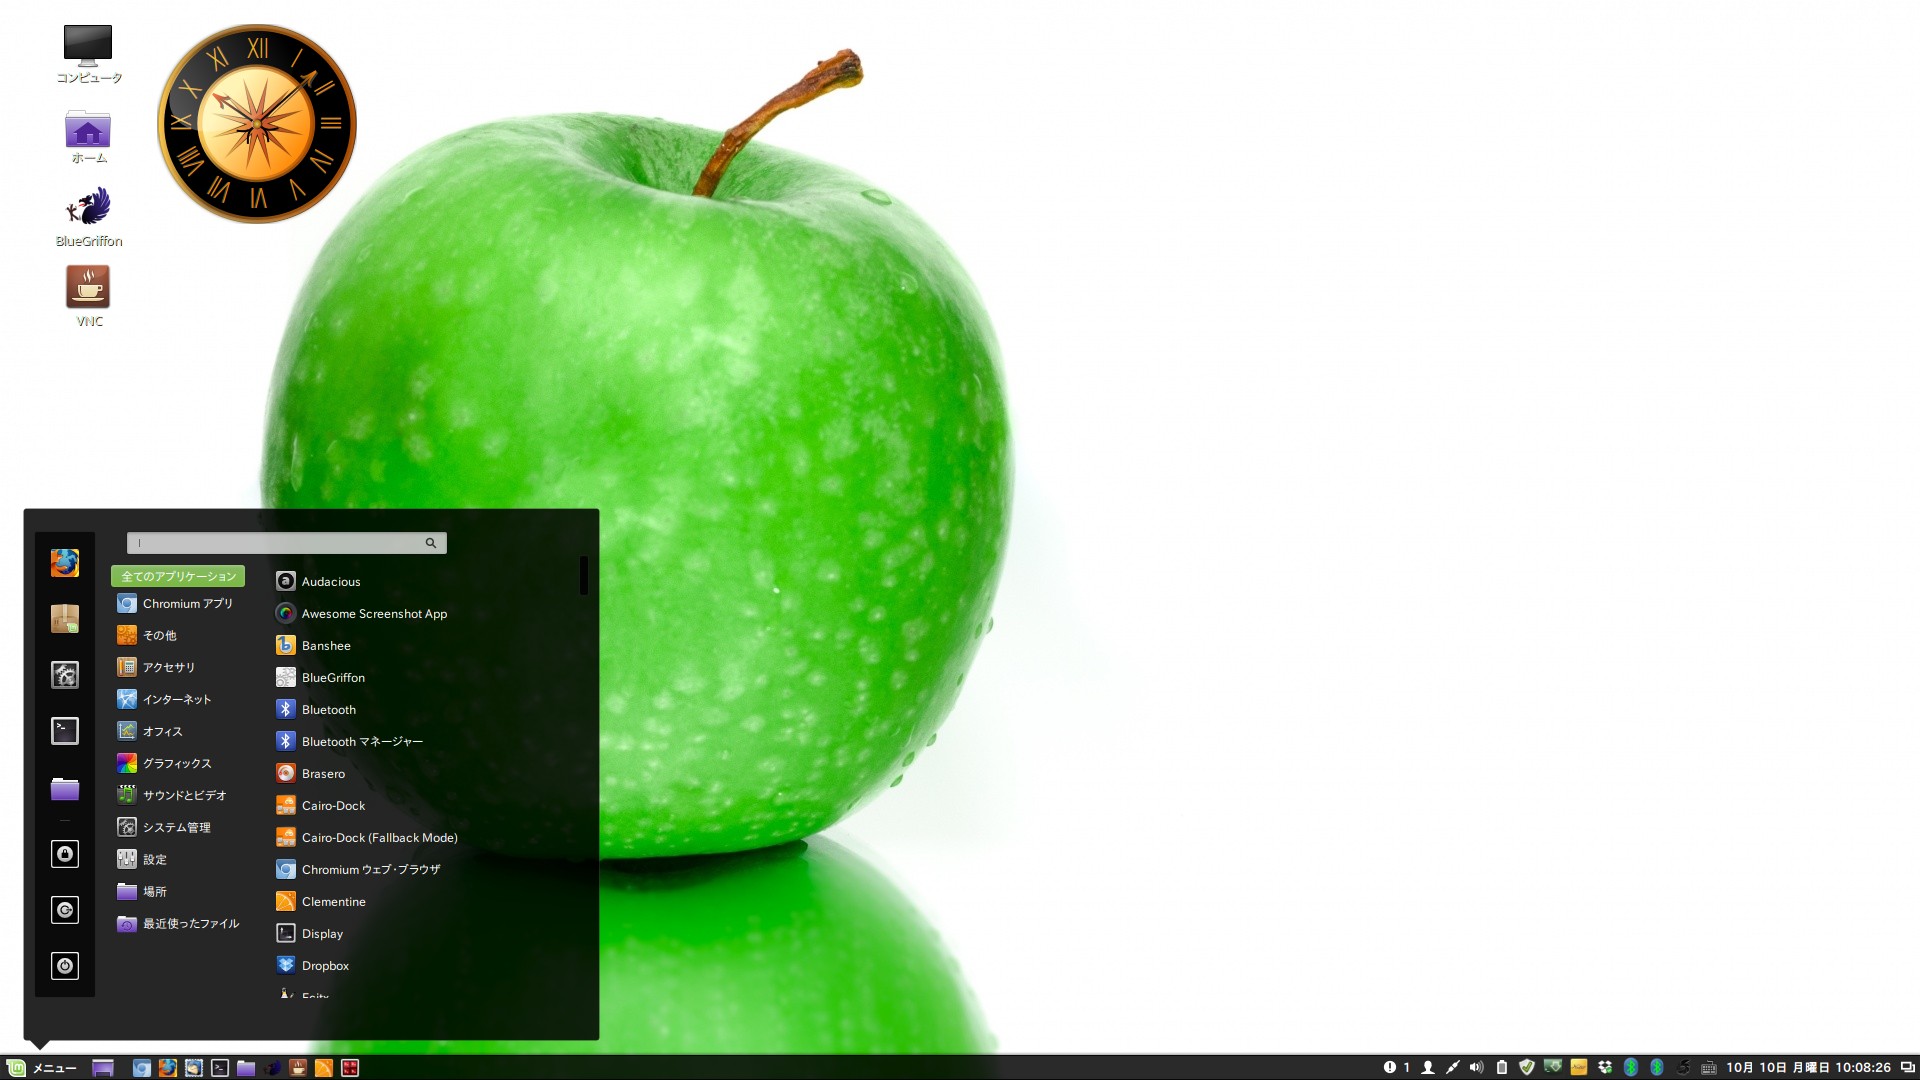 コンピュータ
ホーム
BlueGriffon
VNC
XII
I
II
III
IV
V
VI
VII
VIII
IX
X
XI
全てのアプリケーション
Chromium アプリ
その他
アクセサリ
インターネット
オフィス
グラフィックス
サウンドとビデオ
システム管理
設定
場所
最近使ったファイル
Audacious
Awesome Screenshot App
Banshee
BlueGriffon
Bluetooth
Bluetooth マネージャー
Brasero
Cairo-Dock
Cairo-Dock (Fallback Mode)
Chromium ウェブ・ブラウザ
Clementine
Display
Dropbox
Fcitx
メニュー
1
10月 10日 月曜日 10:08:26